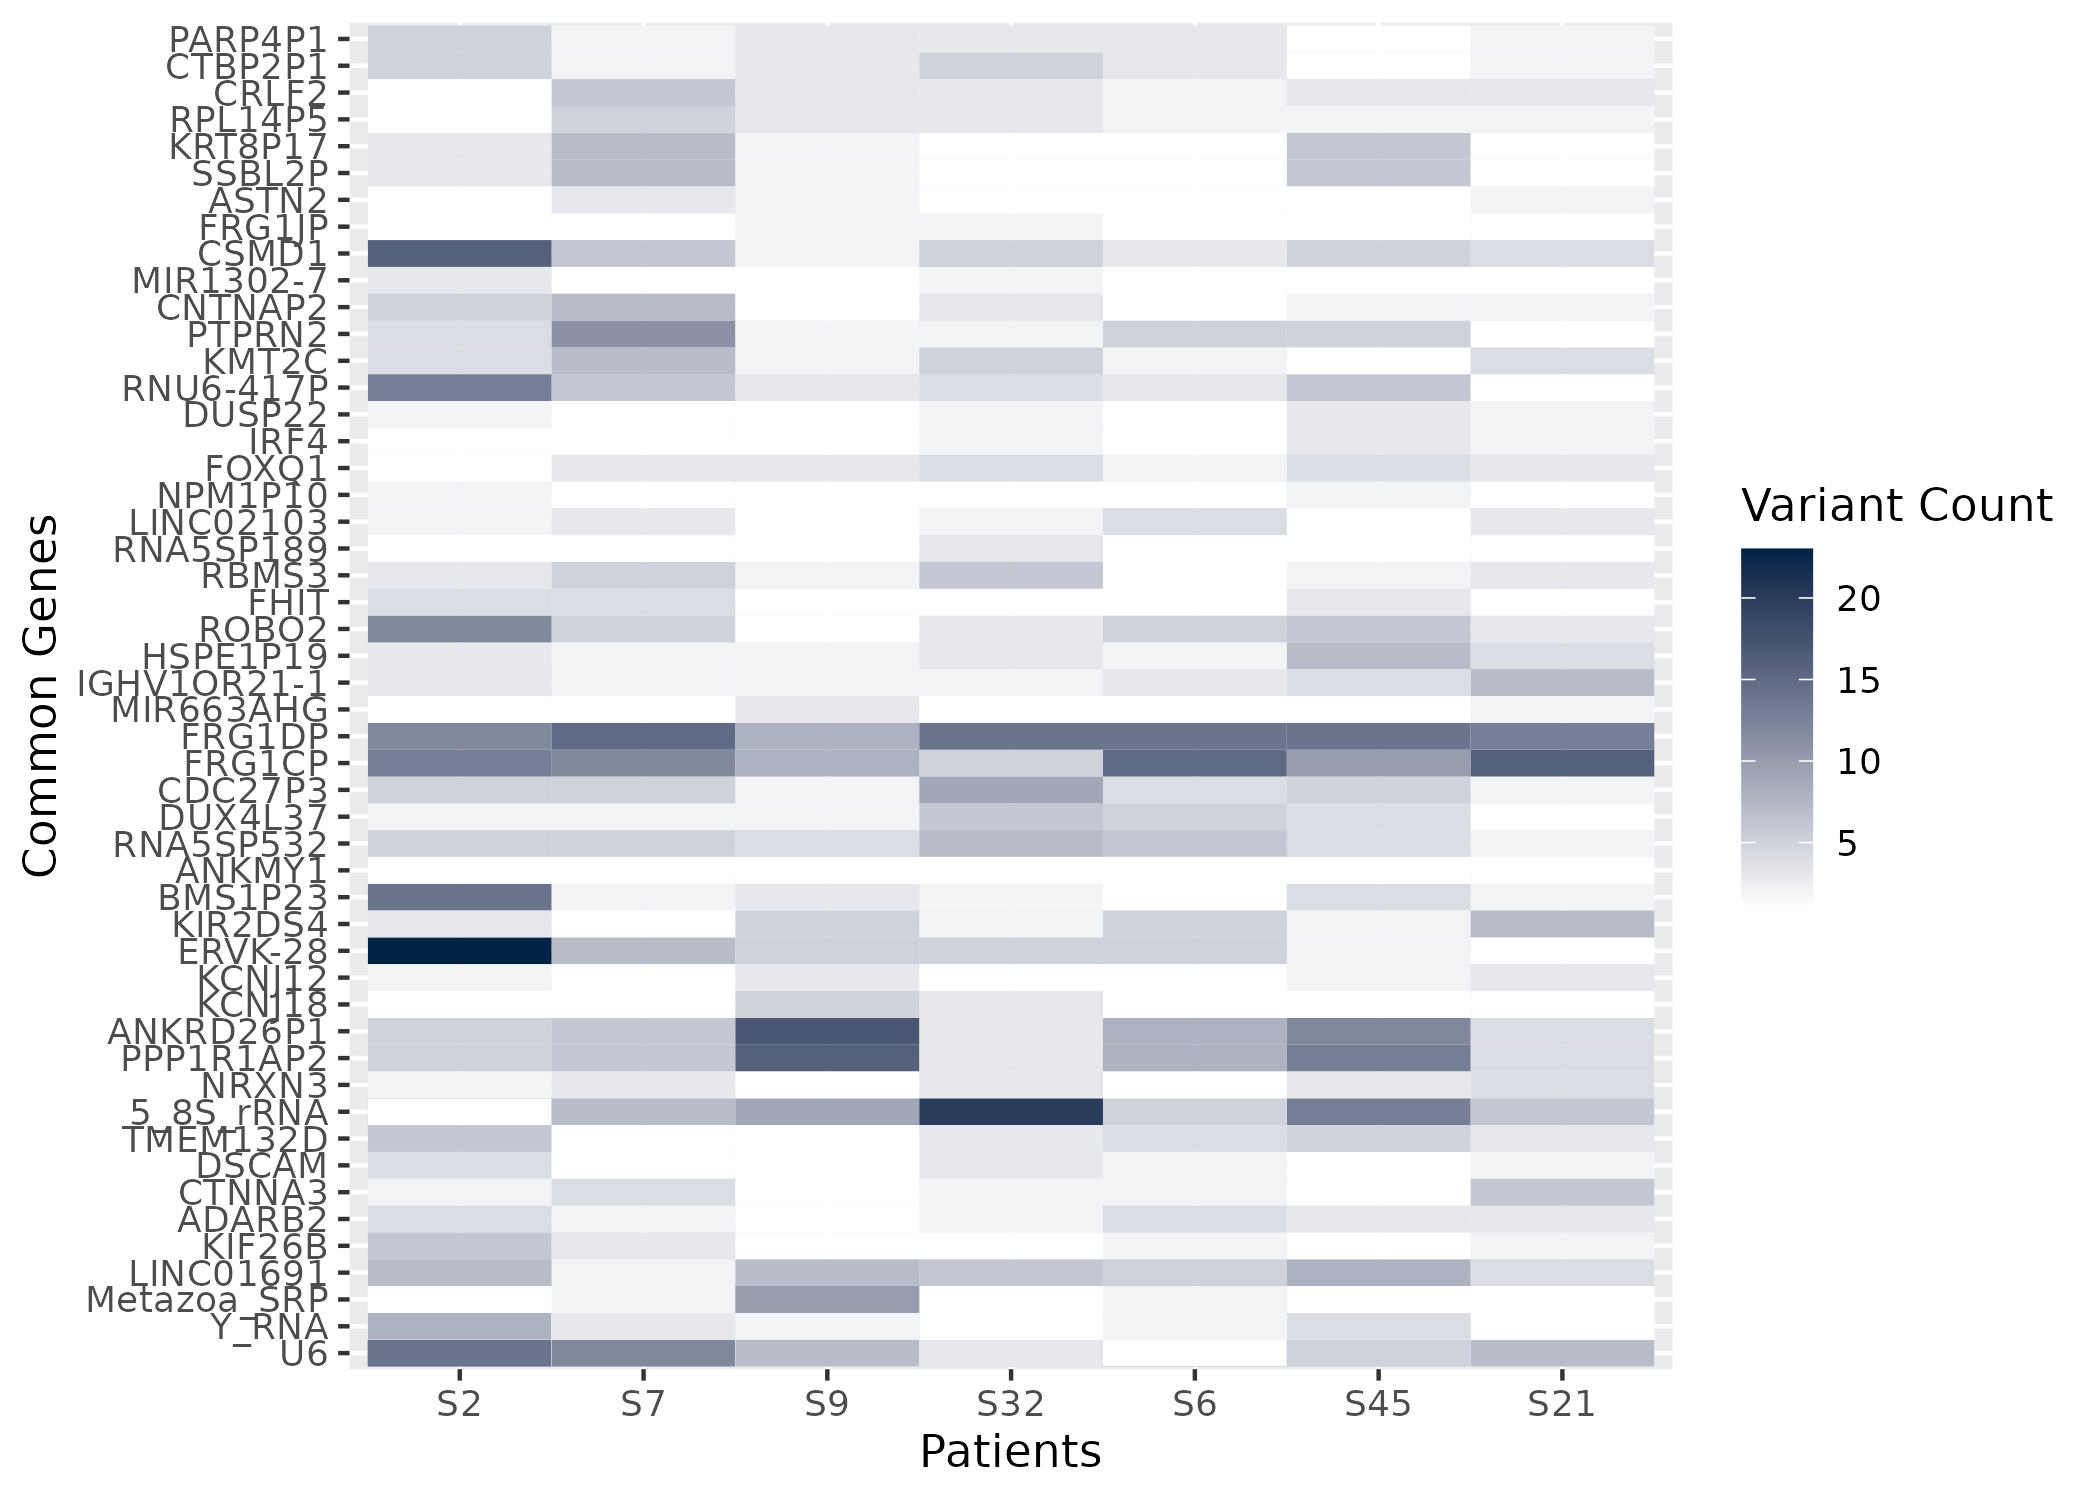 PARP4P1
CTBP2P1
CRLF2
RPL14P5
KRT8P17
SSBL2P
ASTN2
FRG1JP
CSMD1
MIR1302-7
CNTNAP2
PTPRN2
KMT2C
RNU6-417P
DUSP22
IRF4
FOXQ1
NPM1P10
LINC02103
RNA5SP189
RBMS3
FHIT
ROBO2
HSPE1P19
IGHV1OR21-1
MIR663AHG
FRG1DP
FRG1CP
CDC27P3
DUX4L37
RNA5SP532
ANKMY1
BMS1P23
KIR2DS4
ERVK-28
KCNJ12
KCNJ18
ANKRD26P1
PPP1R1AP2
NRXN3
5_8S_rRNA
TMEM132D
DSCAM
CTNNA3
ADARB2
KIF26B
LINC01691
Metazoa_SRP
Y_RNA
U6
Common Genes
S2 S7 S9 S32 S6 S45 S21
Patients
Variant Count
20
15
10
5